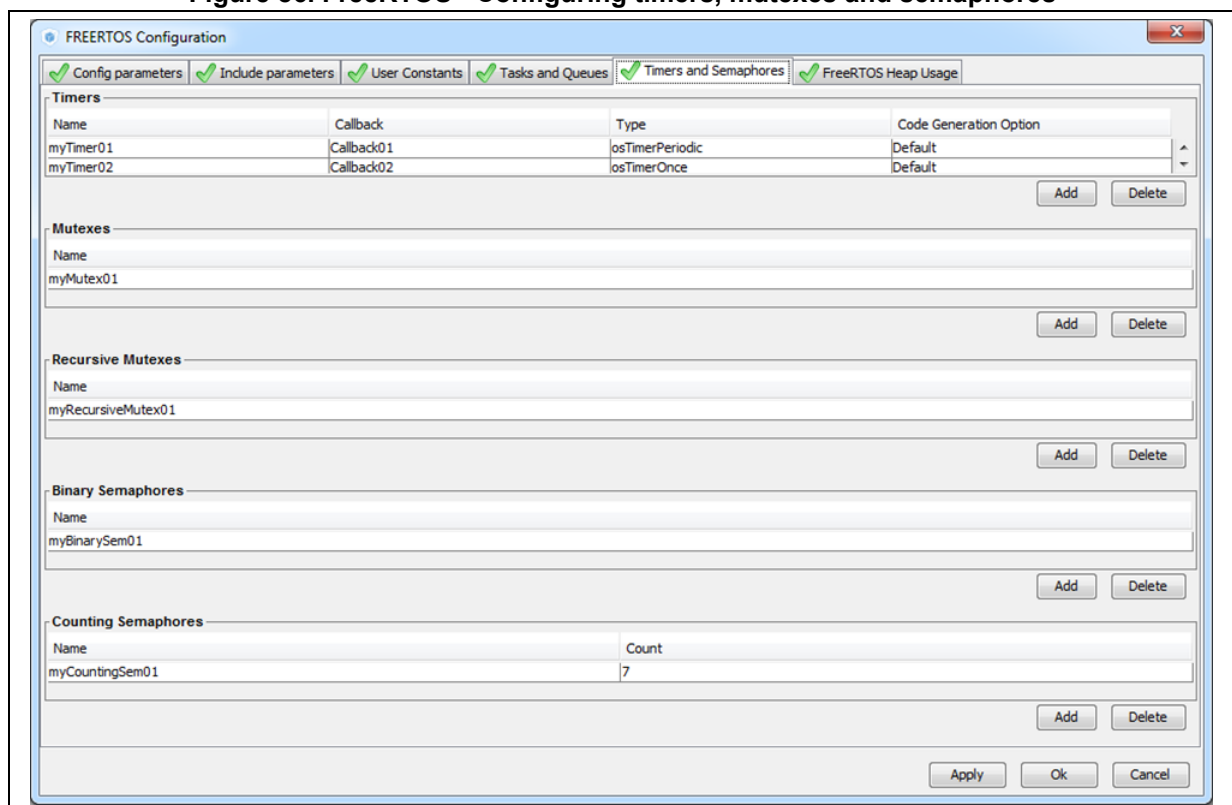 FREERTOS Configuration
Config parameters Include parameters User Constants Tasks and Queues Timers and Semaphores FreeRTOS Heap Usage
Timers
Name Callback Type Code Generation Option
myTimer01 Callback01 osTimerPeriodic Default
myTimer02 Callback02 osTimerOnce Default
Add Delete
Mutexes
Name
myMutex01
Add Delete
Recursive Mutexes
Name
myRecursiveMutex01
Add Delete
Binary Semaphores
Name
myBinarySem01
Add Delete
Counting Semaphores
Name Count
myCountingSem01 7
Add Delete
Apply Ok Cancel